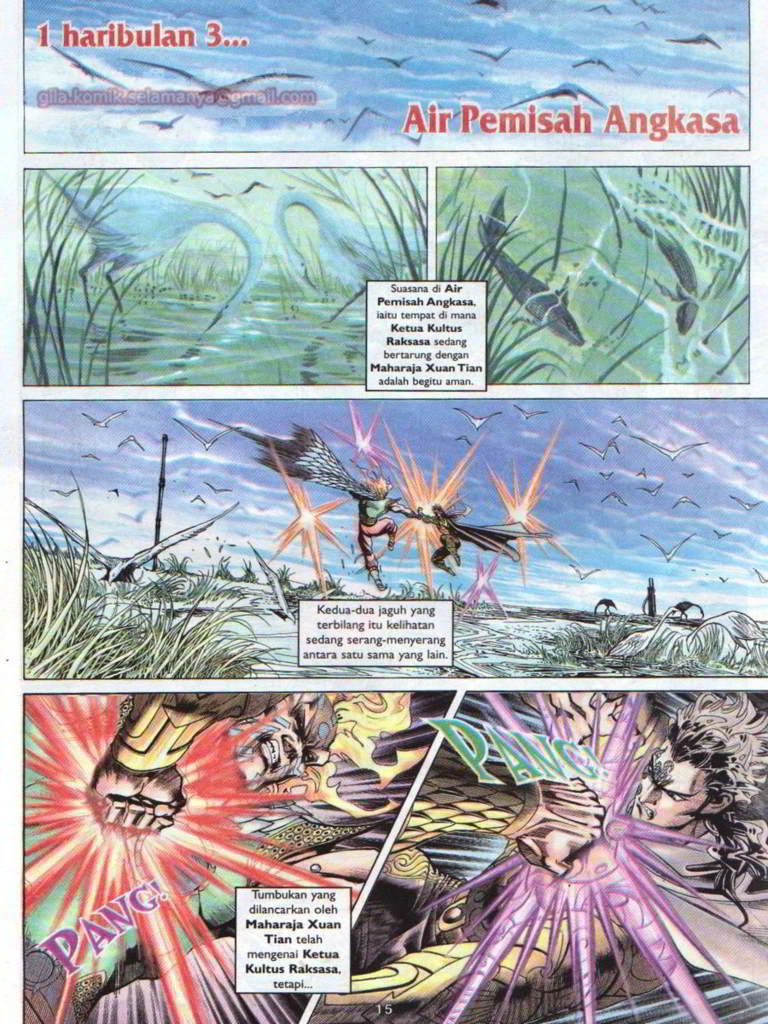 1 haribulan 3...
gila.komik.selamanya@gmail.com
Air Pemisah Angkasa
Suasana di Air
Pemisah Angkasa,
iaitu tempat di mana
Ketua Kultus
Raksasa sedang
bertarung dengan
Maharaja Xuan Tian
adalah begitu aman.
Kedua-dua jaguh yang
terbilang itu kelihatan
sedang serang-menyerang
antara satu sama yang lain.
PANG!
Tumbukan yang
dilancarkan oleh
Maharaja Xuan
Tian telah
mengenai Ketua
Kultus Raksasa,
tetapi...
PANG!
15